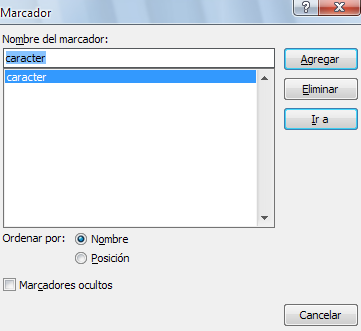 Marcador
Nombre del marcador:
caracter
Agregar
caracter
Eliminar
Ir a
Ordenar por:
Nombre
Posición
Marcadores ocultos
Cancelar